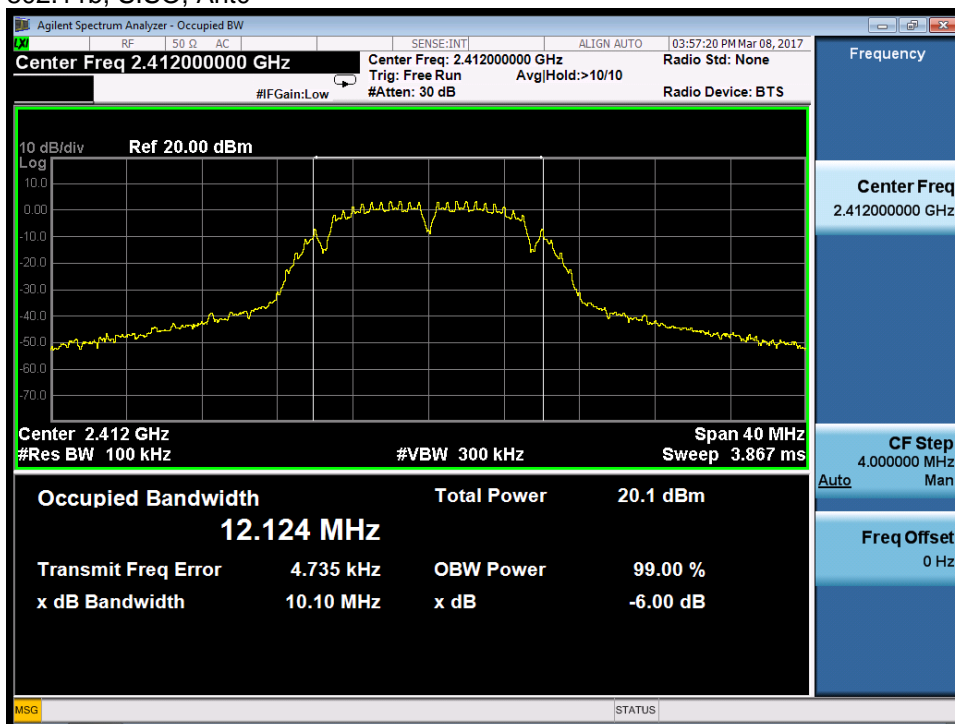 Agilent Spectrum Analyzer - Occupied BW
LXI RF 50 Ω AC SENSE:INT ALIGN AUTO 03:57:20 PM Mar 08, 2017
Center Freq 2.412000000 GHz
Center Freq: 2.412000000 GHz
Radio Std: None
Trig: Free Run Avg|Hold:>10/10
#IFGain:Low
#Atten: 30 dB
Radio Device: BTS
10 dB/div Ref 20.00 dBm
Log
10.0
0.00
-10.0
-20.0
-30.0
-40.0
-50.0
-60.0
-70.0
Center 2.412 GHz Span 40 MHz
#Res BW 100 kHz #VBW 300 kHz Sweep 3.867 ms
Occupied Bandwidth Total Power 20.1 dBm
12.124 MHz
Transmit Freq Error 4.735 kHz OBW Power 99.00 %
x dB Bandwidth 10.10 MHz x dB -6.00 dB
Frequency
Center Freq
2.412000000 GHz
CF Step
4.000000 MHz
Auto Man
Freq Offset
0 Hz
MSG STATUS